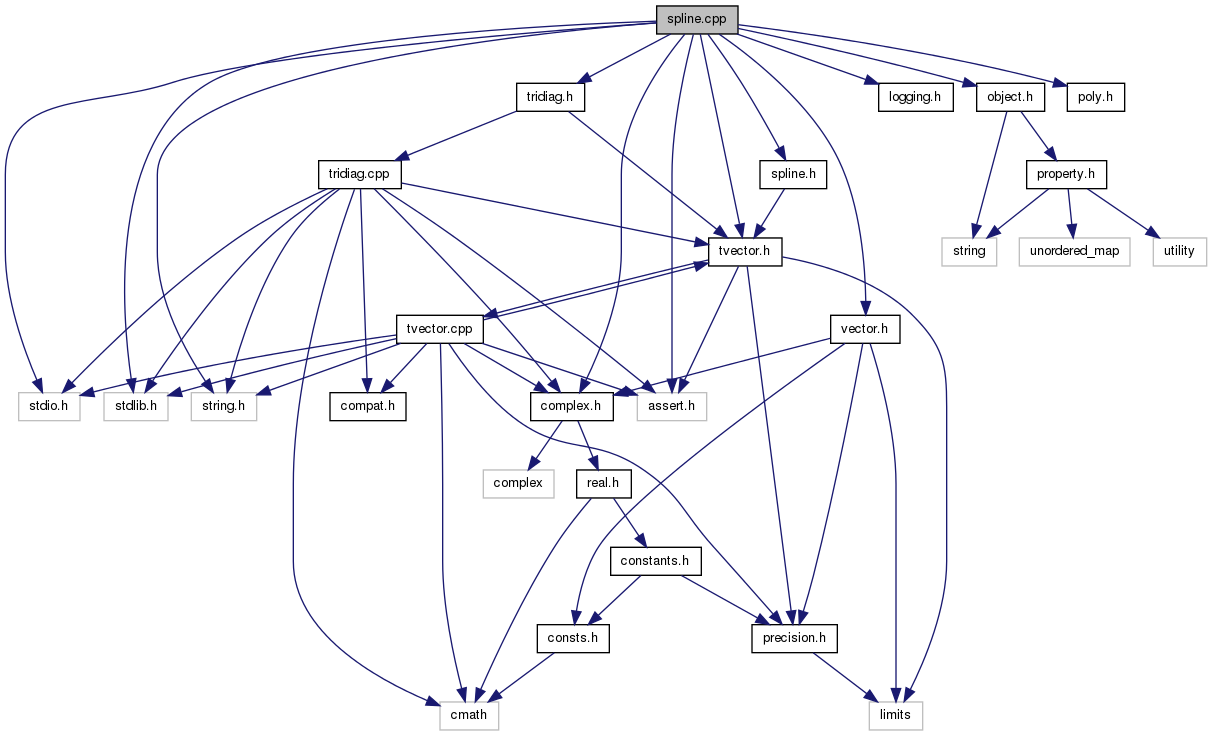 spline.cpp
tridiag.h
logging.h
object.h
poly.h
tridiag.cpp
spline.h
property.h
tvector.h
string
unordered_map
utility
tvector.cpp
vector.h
stdio.h
stdlib.h
string.h
compat.h
complex.h
assert.h
complex
real.h
constants.h
consts.h
precision.h
cmath
limits